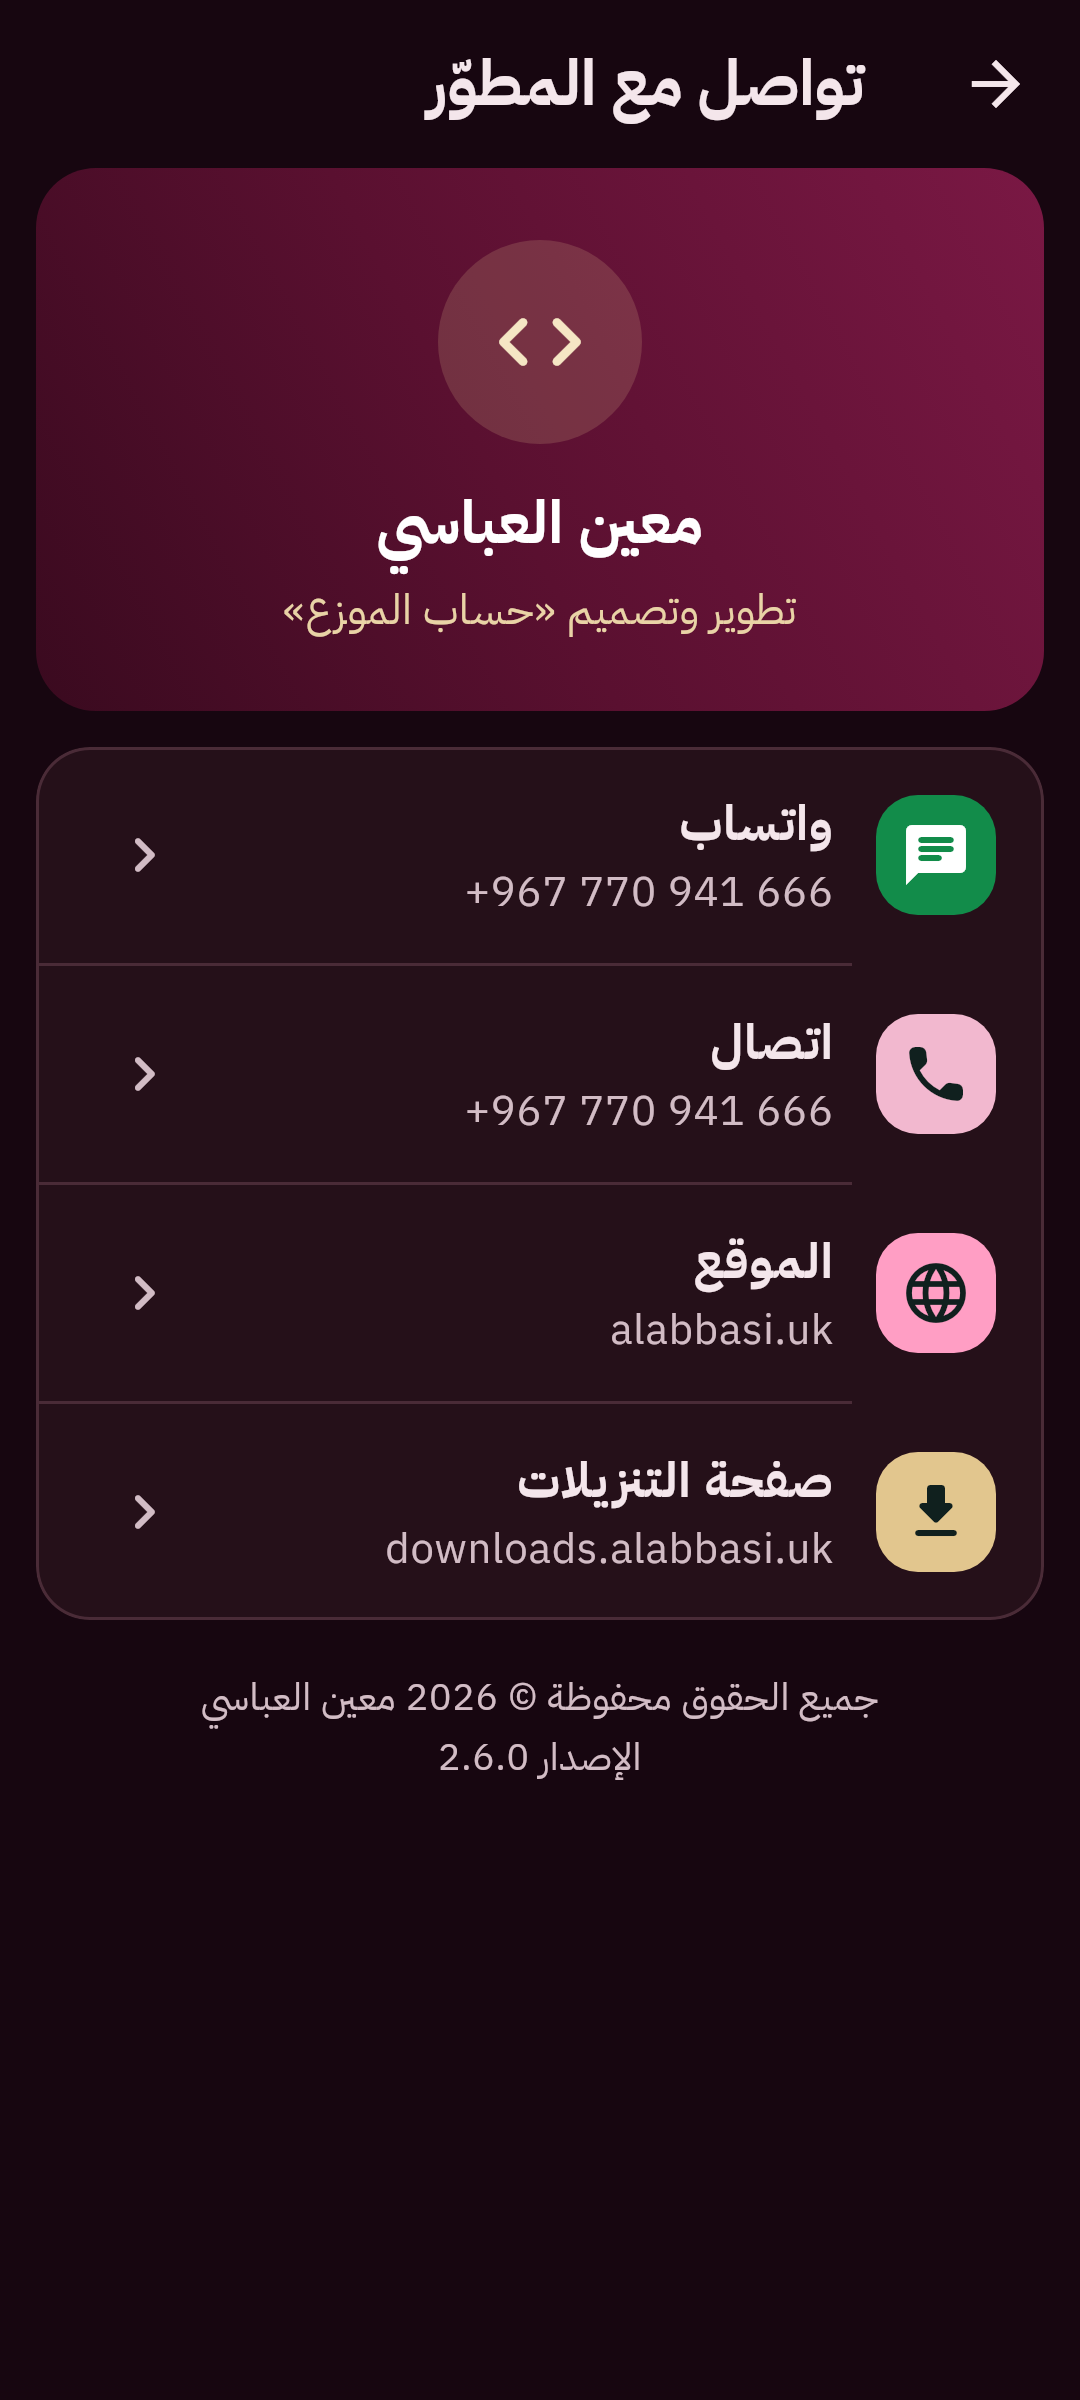 تواصل مع المطوّر
معين العباسي
تطوير وتصميم «حساب الموزع»
واتساب
+967 770 941 666
اتصال
+967 770 941 666
الموقع
alabbasi.uk
صفحة التنزيلات
downloads.alabbasi.uk
جميع الحقوق محفوظة © 2026 معين العباسي
الإصدار 2.6.0